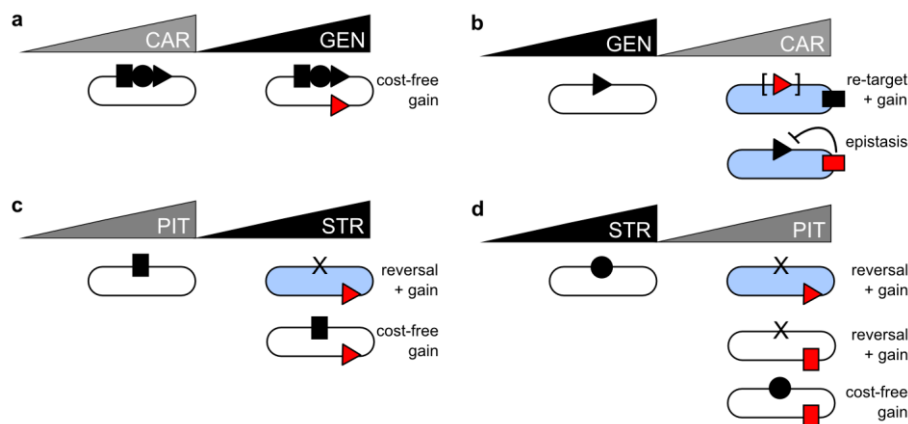 a
CAR
GEN
cost-free
gain
b
GEN
CAR
[ ]
re-target
+ gain
epistasis
c
PIT
STR
X
reversal
+ gain
cost-free
gain
d
STR
PIT
X
reversal
+ gain
X
reversal
+ gain
cost-free
gain